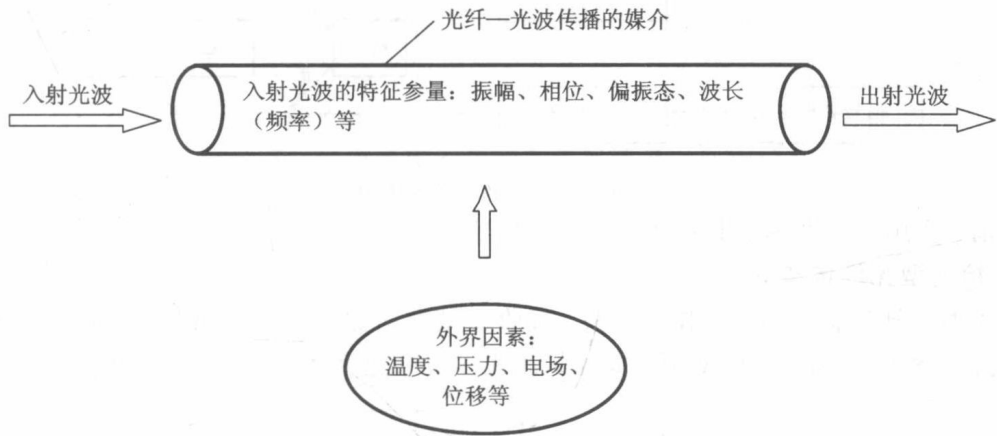 光纤—光波传播的媒介
入射光波
入射光波的特征参量：振幅、相位、偏振态、波长
（频率）等
出射光波
外界因素：
温度、压力、电场、
位移等